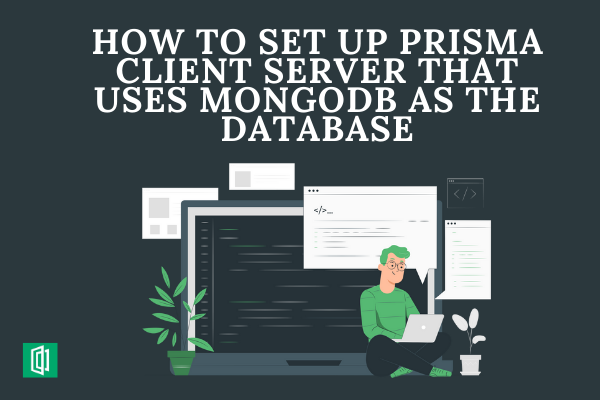 HOW TO SET UP PRISMA
CLIENT SERVER THAT
USES MONGODB AS THE
DATABASE
</>...
</>